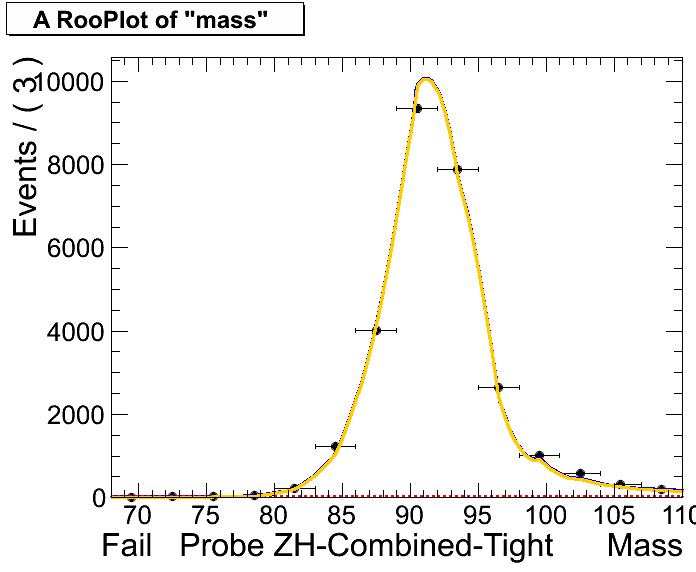 A RooPlot of "mass"
Events / ( 3 )
10000
8000
6000
4000
2000
0
70 75 80 85 90 95 100 105 110
Fail Probe ZH-Combined-Tight Mass